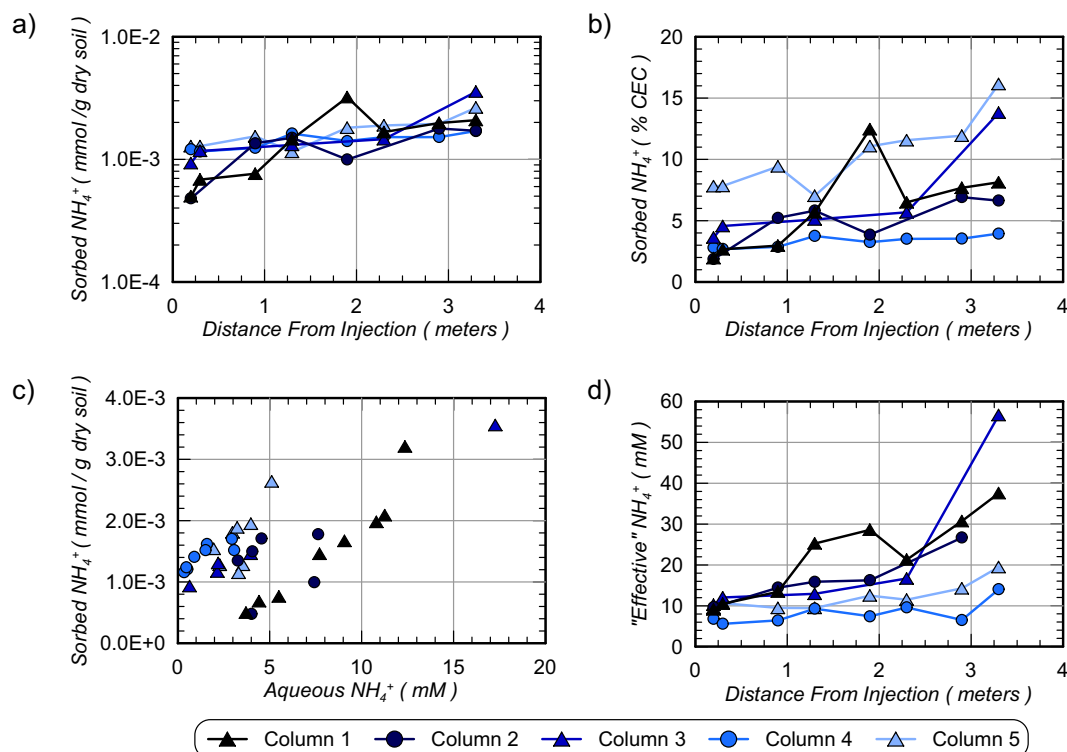 a)
Sorbed NH₄⁺ ( mmol /g dry soil )
1.0E-2
1.0E-3
1.0E-4
0 1 2 3 4
Distance From Injection ( meters )
b)
Sorbed NH₄⁺ ( % CEC )
20
15
10
5
0
0 1 2 3 4
Distance From Injection ( meters )
c)
Sorbed NH₄⁺ ( mmol / g dry soil )
4.0E-3
3.0E-3
2.0E-3
1.0E-3
0.0E+0
0 5 10 15 20
Aqueous NH₄⁺ ( mM )
d)
"Effective" NH₄⁺ ( mM )
60
50
40
30
20
10
0
0 1 2 3 4
Distance From Injection ( meters )
Column 1 Column 2 Column 3 Column 4 Column 5